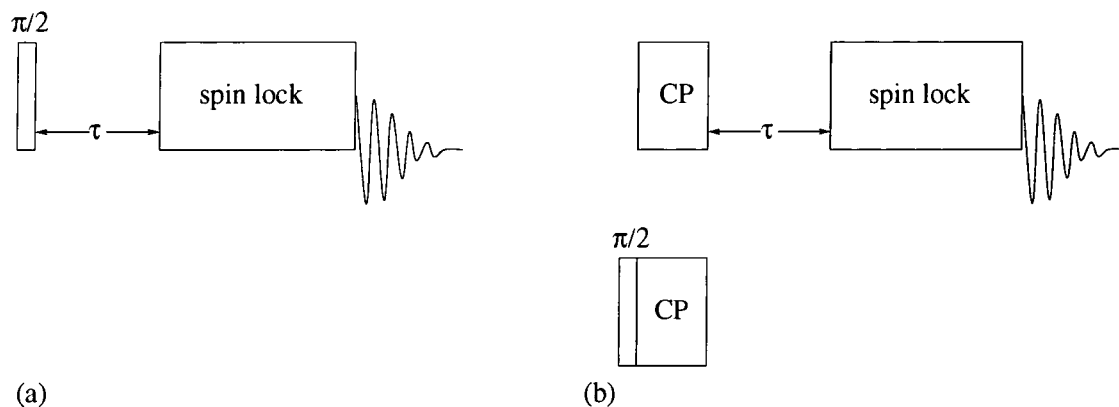 π/2
τ
spin lock
(a)
CP
τ
spin lock
π/2
CP
(b)